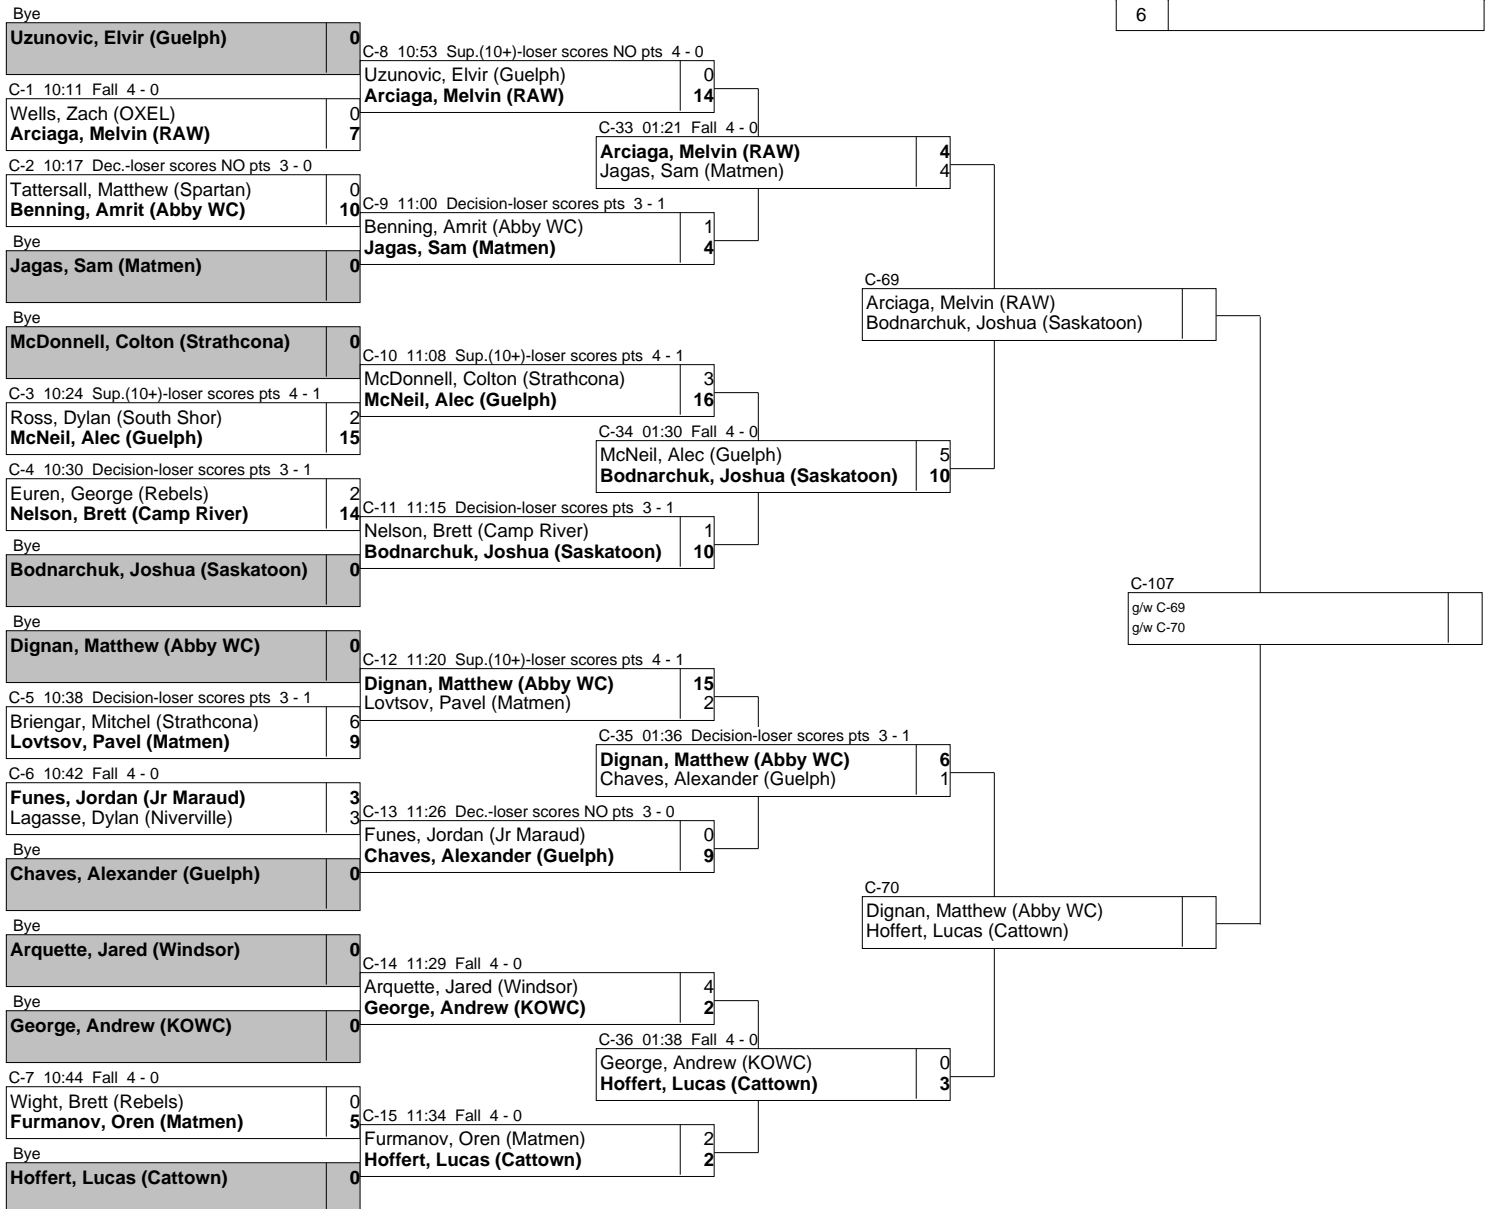 6
Bye
Uzunovic, Elvir (Guelph) 0
C-1 10:11 Fall 4 - 0
Wells, Zach (OXEL) 0
Arciaga, Melvin (RAW) 7
C-2 10:17 Dec.-loser scores NO pts 3 - 0
Tattersall, Matthew (Spartan) 0
Benning, Amrit (Abby WC) 10
Bye
Jagas, Sam (Matmen) 0
Bye
McDonnell, Colton (Strathcona) 0
C-3 10:24 Sup.(10+)-loser scores pts 4 - 1
Ross, Dylan (South Shor) 2
McNeil, Alec (Guelph) 15
C-4 10:30 Decision-loser scores pts 3 - 1
Euren, George (Rebels) 2
Nelson, Brett (Camp River) 14
Bye
Bodnarchuk, Joshua (Saskatoon) 0
Bye
Dignan, Matthew (Abby WC) 0
C-5 10:38 Decision-loser scores pts 3 - 1
Briengar, Mitchel (Strathcona) 6
Lovtsov, Pavel (Matmen) 9
C-6 10:42 Fall 4 - 0
Funes, Jordan (Jr Maraud) 3
Lagasse, Dylan (Niverville) 3
Bye
Chaves, Alexander (Guelph) 0
Bye
Arquette, Jared (Windsor) 0
Bye
George, Andrew (KOWC) 0
C-7 10:44 Fall 4 - 0
Wight, Brett (Rebels) 0
Furmanov, Oren (Matmen) 5
Bye
Hoffert, Lucas (Cattown) 0
C-8 10:53 Sup.(10+)-loser scores NO pts 4 - 0
Uzunovic, Elvir (Guelph) 0
Arciaga, Melvin (RAW) 14
C-9 11:00 Decision-loser scores pts 3 - 1
Benning, Amrit (Abby WC) 1
Jagas, Sam (Matmen) 4
C-10 11:08 Sup.(10+)-loser scores pts 4 - 1
McDonnell, Colton (Strathcona) 3
McNeil, Alec (Guelph) 16
C-11 11:15 Decision-loser scores pts 3 - 1
Nelson, Brett (Camp River) 1
Bodnarchuk, Joshua (Saskatoon) 10
C-12 11:20 Sup.(10+)-loser scores pts 4 - 1
Dignan, Matthew (Abby WC) 15
Lovtsov, Pavel (Matmen) 2
C-13 11:26 Dec.-loser scores NO pts 3 - 0
Funes, Jordan (Jr Maraud) 0
Chaves, Alexander (Guelph) 9
C-14 11:29 Fall 4 - 0
Arquette, Jared (Windsor) 4
George, Andrew (KOWC) 2
C-15 11:34 Fall 4 - 0
Furmanov, Oren (Matmen) 2
Hoffert, Lucas (Cattown) 2
C-33 01:21 Fall 4 - 0
Arciaga, Melvin (RAW) 4
Jagas, Sam (Matmen) 4
C-34 01:30 Fall 4 - 0
McNeil, Alec (Guelph) 5
Bodnarchuk, Joshua (Saskatoon) 10
C-35 01:36 Decision-loser scores pts 3 - 1
Dignan, Matthew (Abby WC) 6
Chaves, Alexander (Guelph) 1
C-36 01:38 Fall 4 - 0
George, Andrew (KOWC) 0
Hoffert, Lucas (Cattown) 3
C-69
Arciaga, Melvin (RAW)
Bodnarchuk, Joshua (Saskatoon)
C-70
Dignan, Matthew (Abby WC)
Hoffert, Lucas (Cattown)
C-107
g/w C-69
g/w C-70